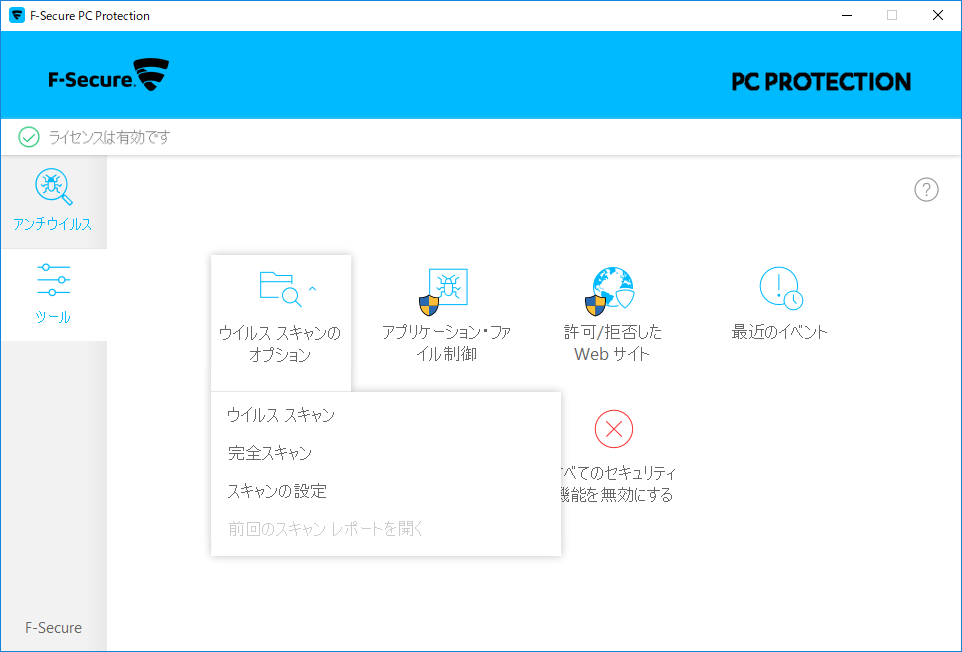 F-Secure PC Protection
F-Secure.
PC PROTECTION
ライセンスは有効です
アンチウイルス
ツール
ウイルス スキャンの
オプション
アプリケーション・ファ
イル制御
許可/拒否した
Web サイト
最近のイベント
ウイルス スキャン
完全スキャン
スキャンの設定
前回のスキャン レポートを開く
べてのセキュリティ
機能を無効にする
F-Secure